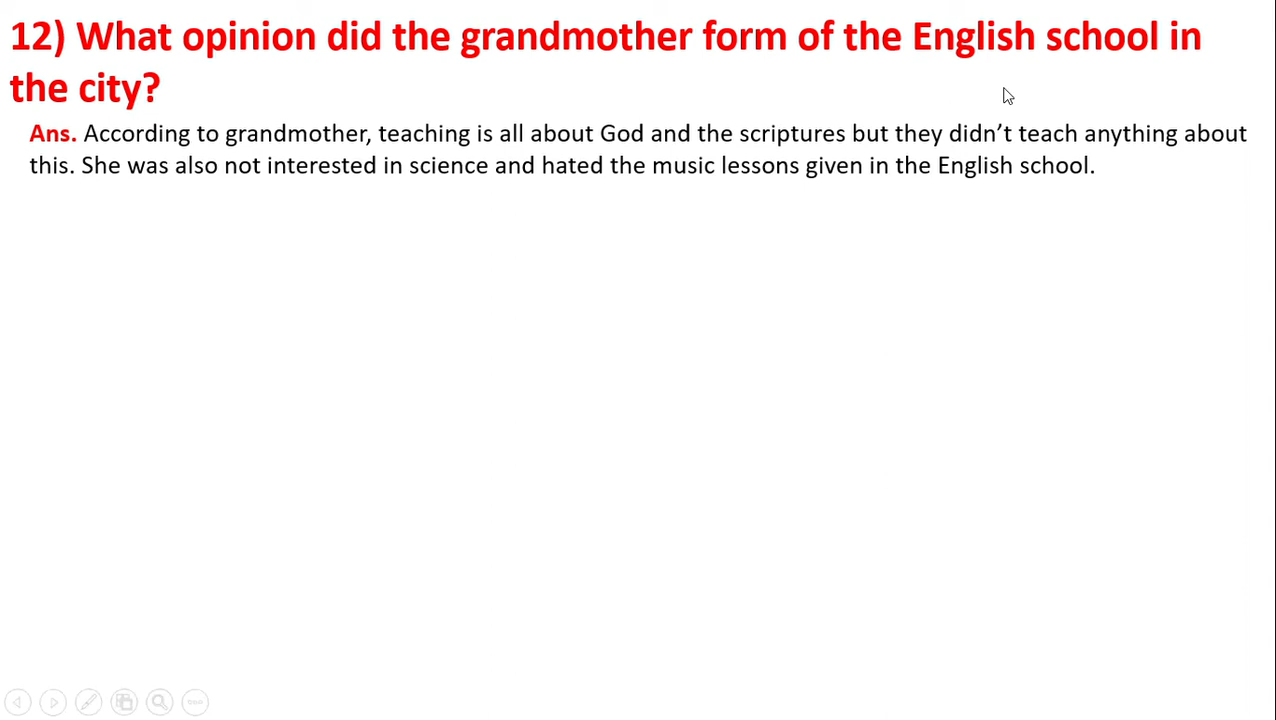 12) What opinion did the grandmother form of the English school in
the city?
Ans. According to grandmother, teaching is all about God and the scriptures but they didn’t teach anything about
this. She was also not interested in science and hated the music lessons given in the English school.